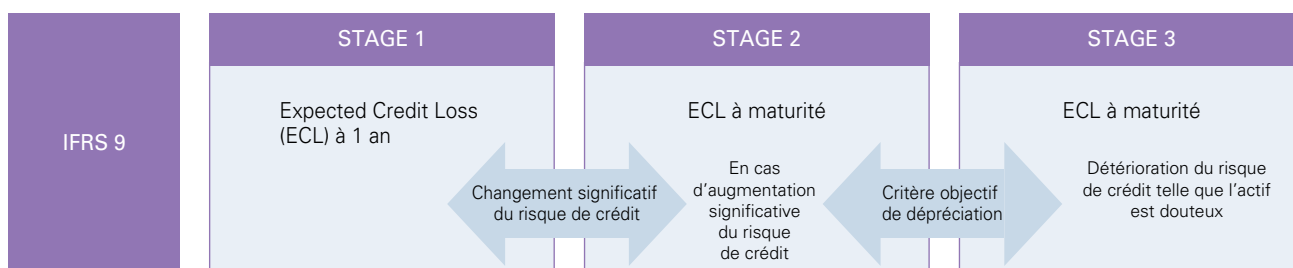 IFRS 9
STAGE 1
Expected Credit Loss
(ECL) à 1 an
Changement significatif
du risque de crédit
STAGE 2
ECL à maturité
En cas
d’augmentation
significative
du risque
de crédit
Critère objectif
de dépréciation
STAGE 3
ECL à maturité
Détérioration du risque
de crédit telle que l’actif
est douteux